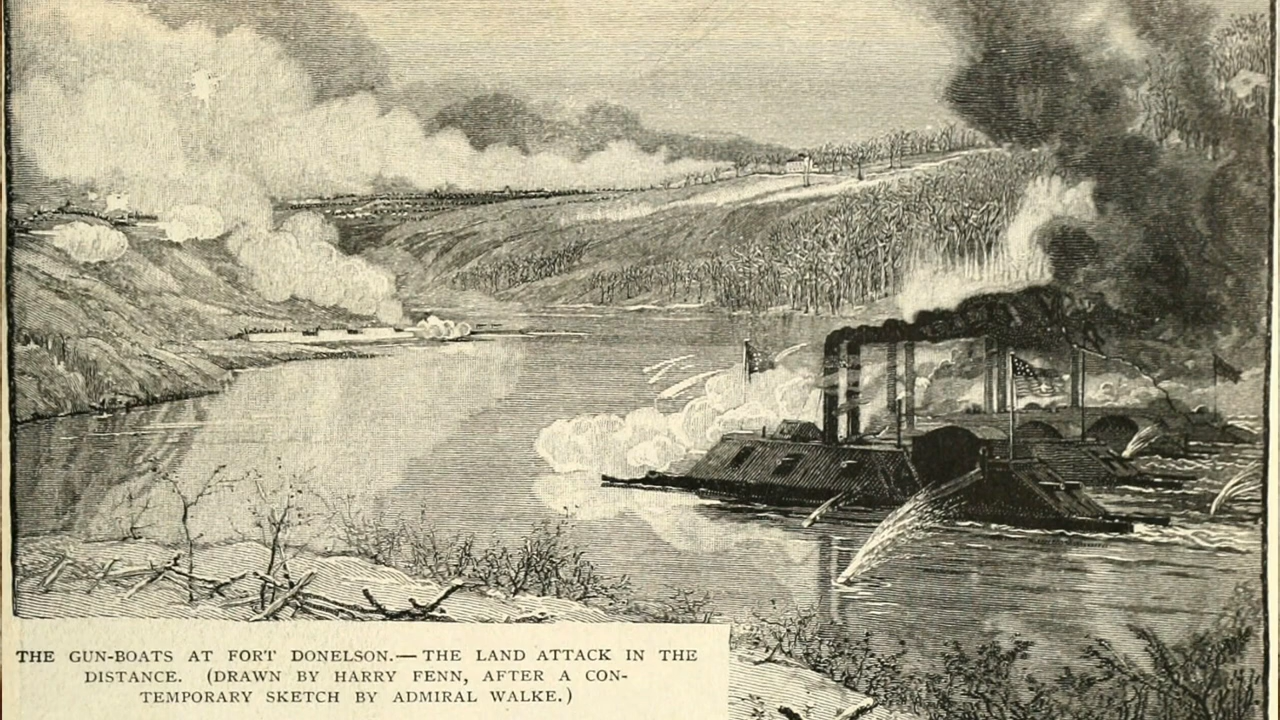 THE GUN-BOATS AT FORT DONELSON.—THE LAND ATTACK IN THE
DISTANCE. (DRAWN BY HARRY FENN, AFTER A CON-
TEMPORARY SKETCH BY ADMIRAL WALKE.)